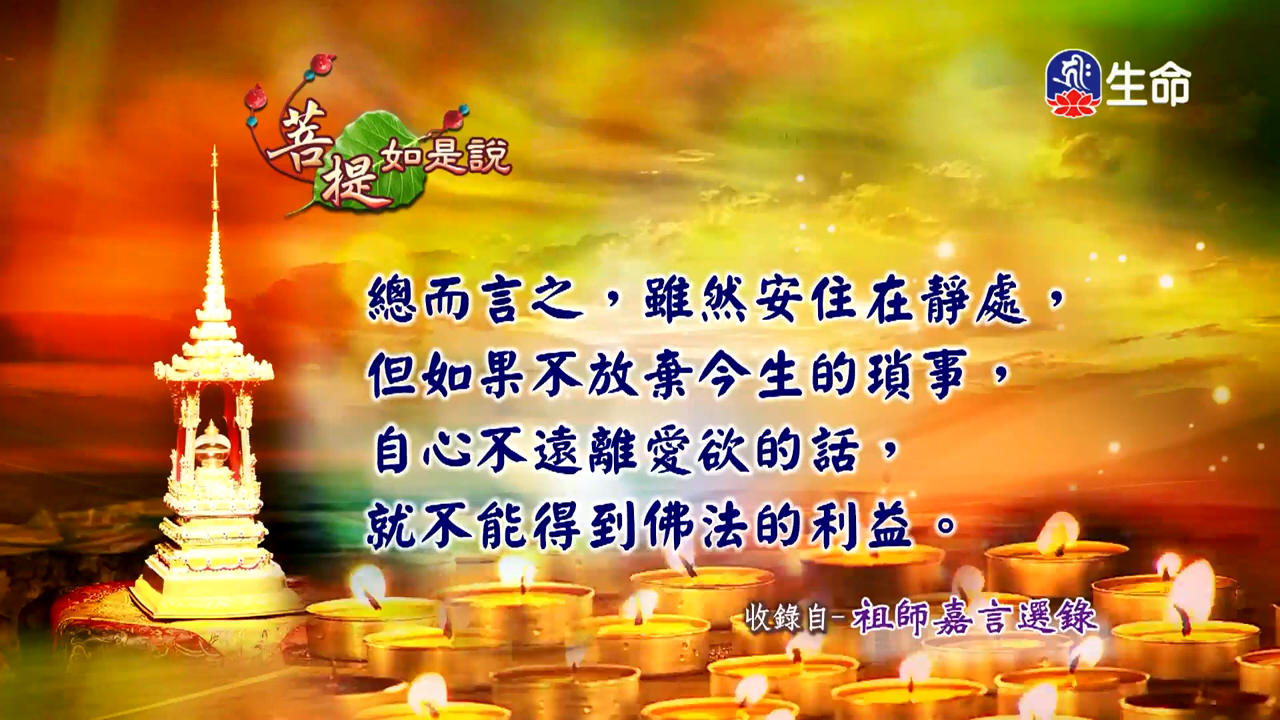 生命
菩提如是說
總而言之，雖然安住在靜處，
但如果不放棄今生的瑣事，
自心不遠離愛欲的話，
就不能得到佛法的利益。
收錄自-祖師嘉言選錄